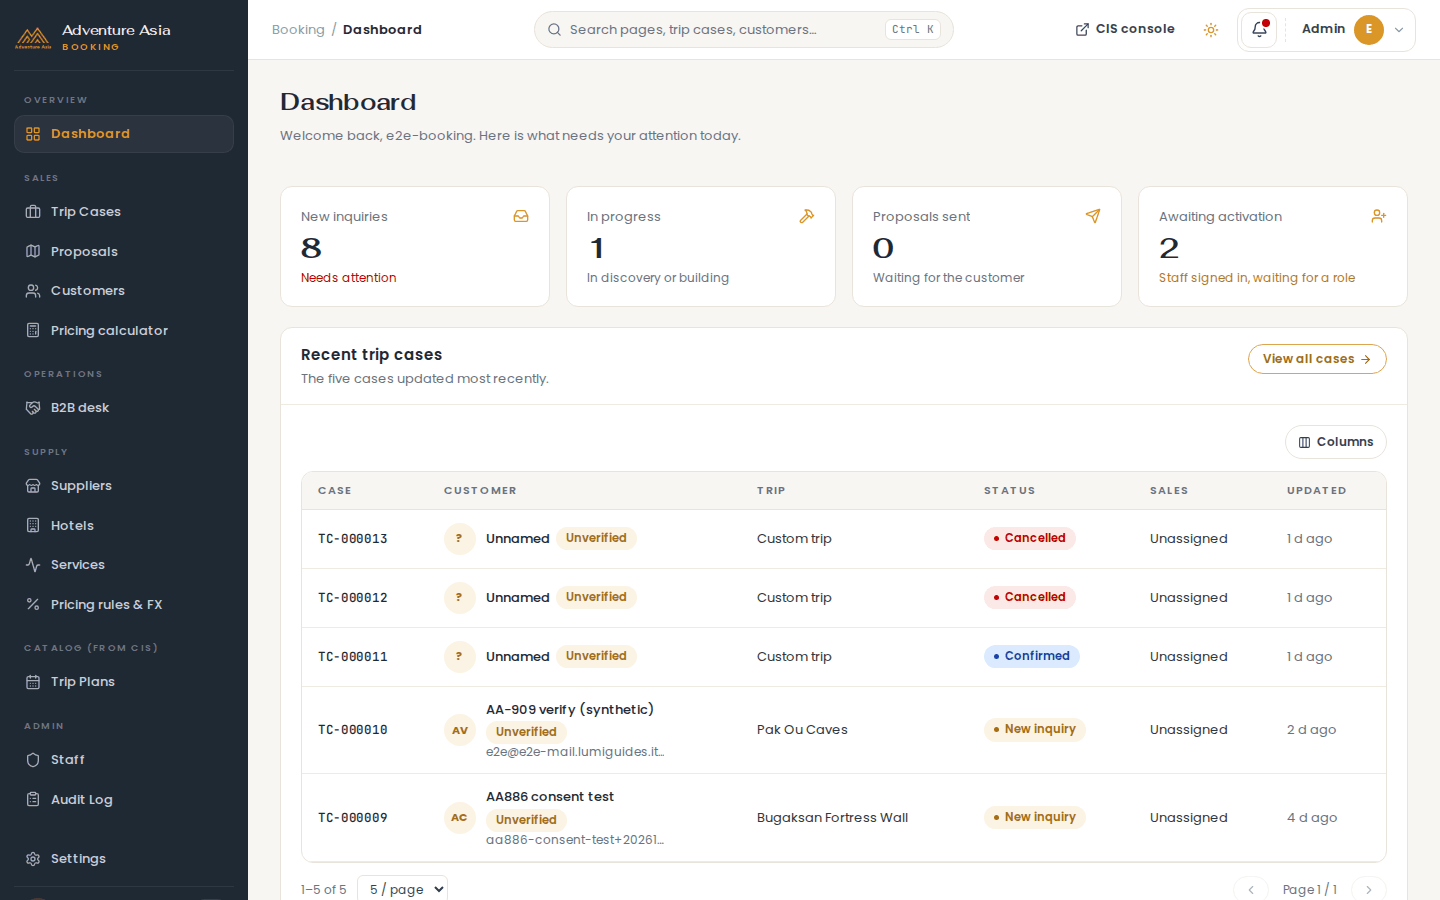 Adventure Asia
Adventure Asia
BOOKING
OVERVIEW
Dashboard
SALES
Trip Cases
Proposals
Customers
Pricing calculator
OPERATIONS
B2B desk
SUPPLY
Suppliers
Hotels
Services
Pricing rules & FX
CATALOG (FROM CIS)
Trip Plans
ADMIN
Staff
Audit Log
Settings
Booking / Dashboard
Search pages, trip cases, customers… Ctrl K
CIS console
Admin E
Dashboard
Welcome back, e2e-booking. Here is what needs your attention today.
New inquiries
8
Needs attention
In progress
1
In discovery or building
Proposals sent
0
Waiting for the customer
Awaiting activation
2
Staff signed in, waiting for a role
Recent trip cases
The five cases updated most recently.
View all cases →
Columns
CASE CUSTOMER TRIP STATUS SALES UPDATED
TC-000013 ? Unnamed Unverified Custom trip Cancelled Unassigned 1 d ago
TC-000012 ? Unnamed Unverified Custom trip Cancelled Unassigned 1 d ago
TC-000011 ? Unnamed Unverified Custom trip Confirmed Unassigned 1 d ago
AA-909 verify (synthetic)
TC-000010 AV Unverified Pak Ou Caves New inquiry Unassigned 2 d ago
e2e@e2e-mail.lumiguides.it…
AA886 consent test
TC-000009 AC Unverified Bugaksan Fortress Wall New inquiry Unassigned 4 d ago
aa886-consent-test+20261…
1–5 of 5 5 / page Page 1 / 1